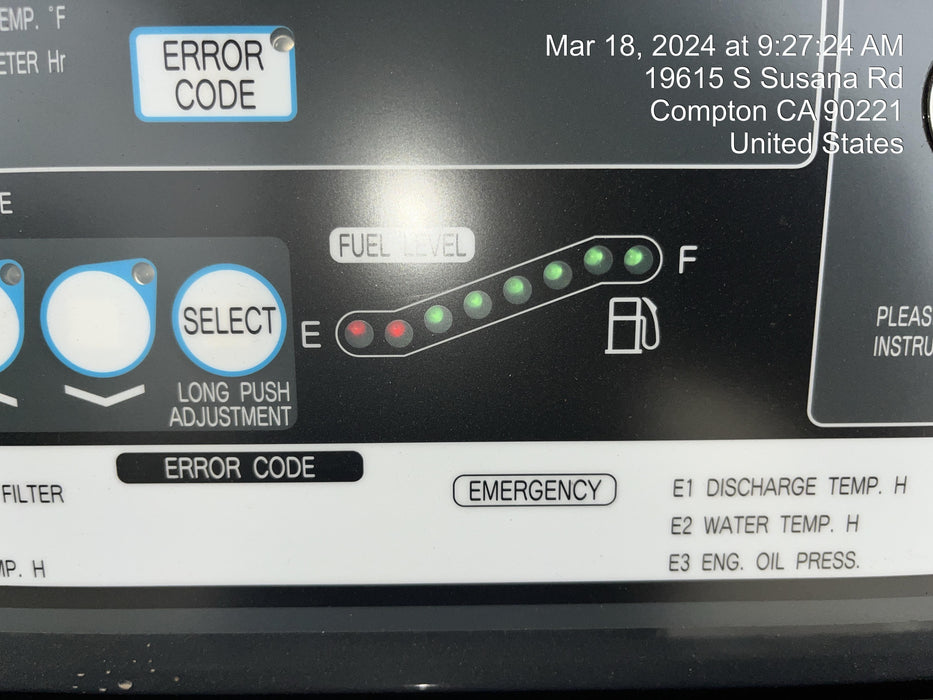 EMP. °F
ETER Hr
ERROR
CODE
Mar 18, 2024 at 9:27:24 AM
19615 S Susana Rd
Compton CA 90221
United States
E
FUEL LEVEL
E
F
SELECT
LONG PUSH
ADJUSTMENT
PLEAS
INSTRU
ERROR CODE
FILTER
MP. H
EMERGENCY
E1 DISCHARGE TEMP. H
E2 WATER TEMP. H
E3 ENG. OIL PRESS.